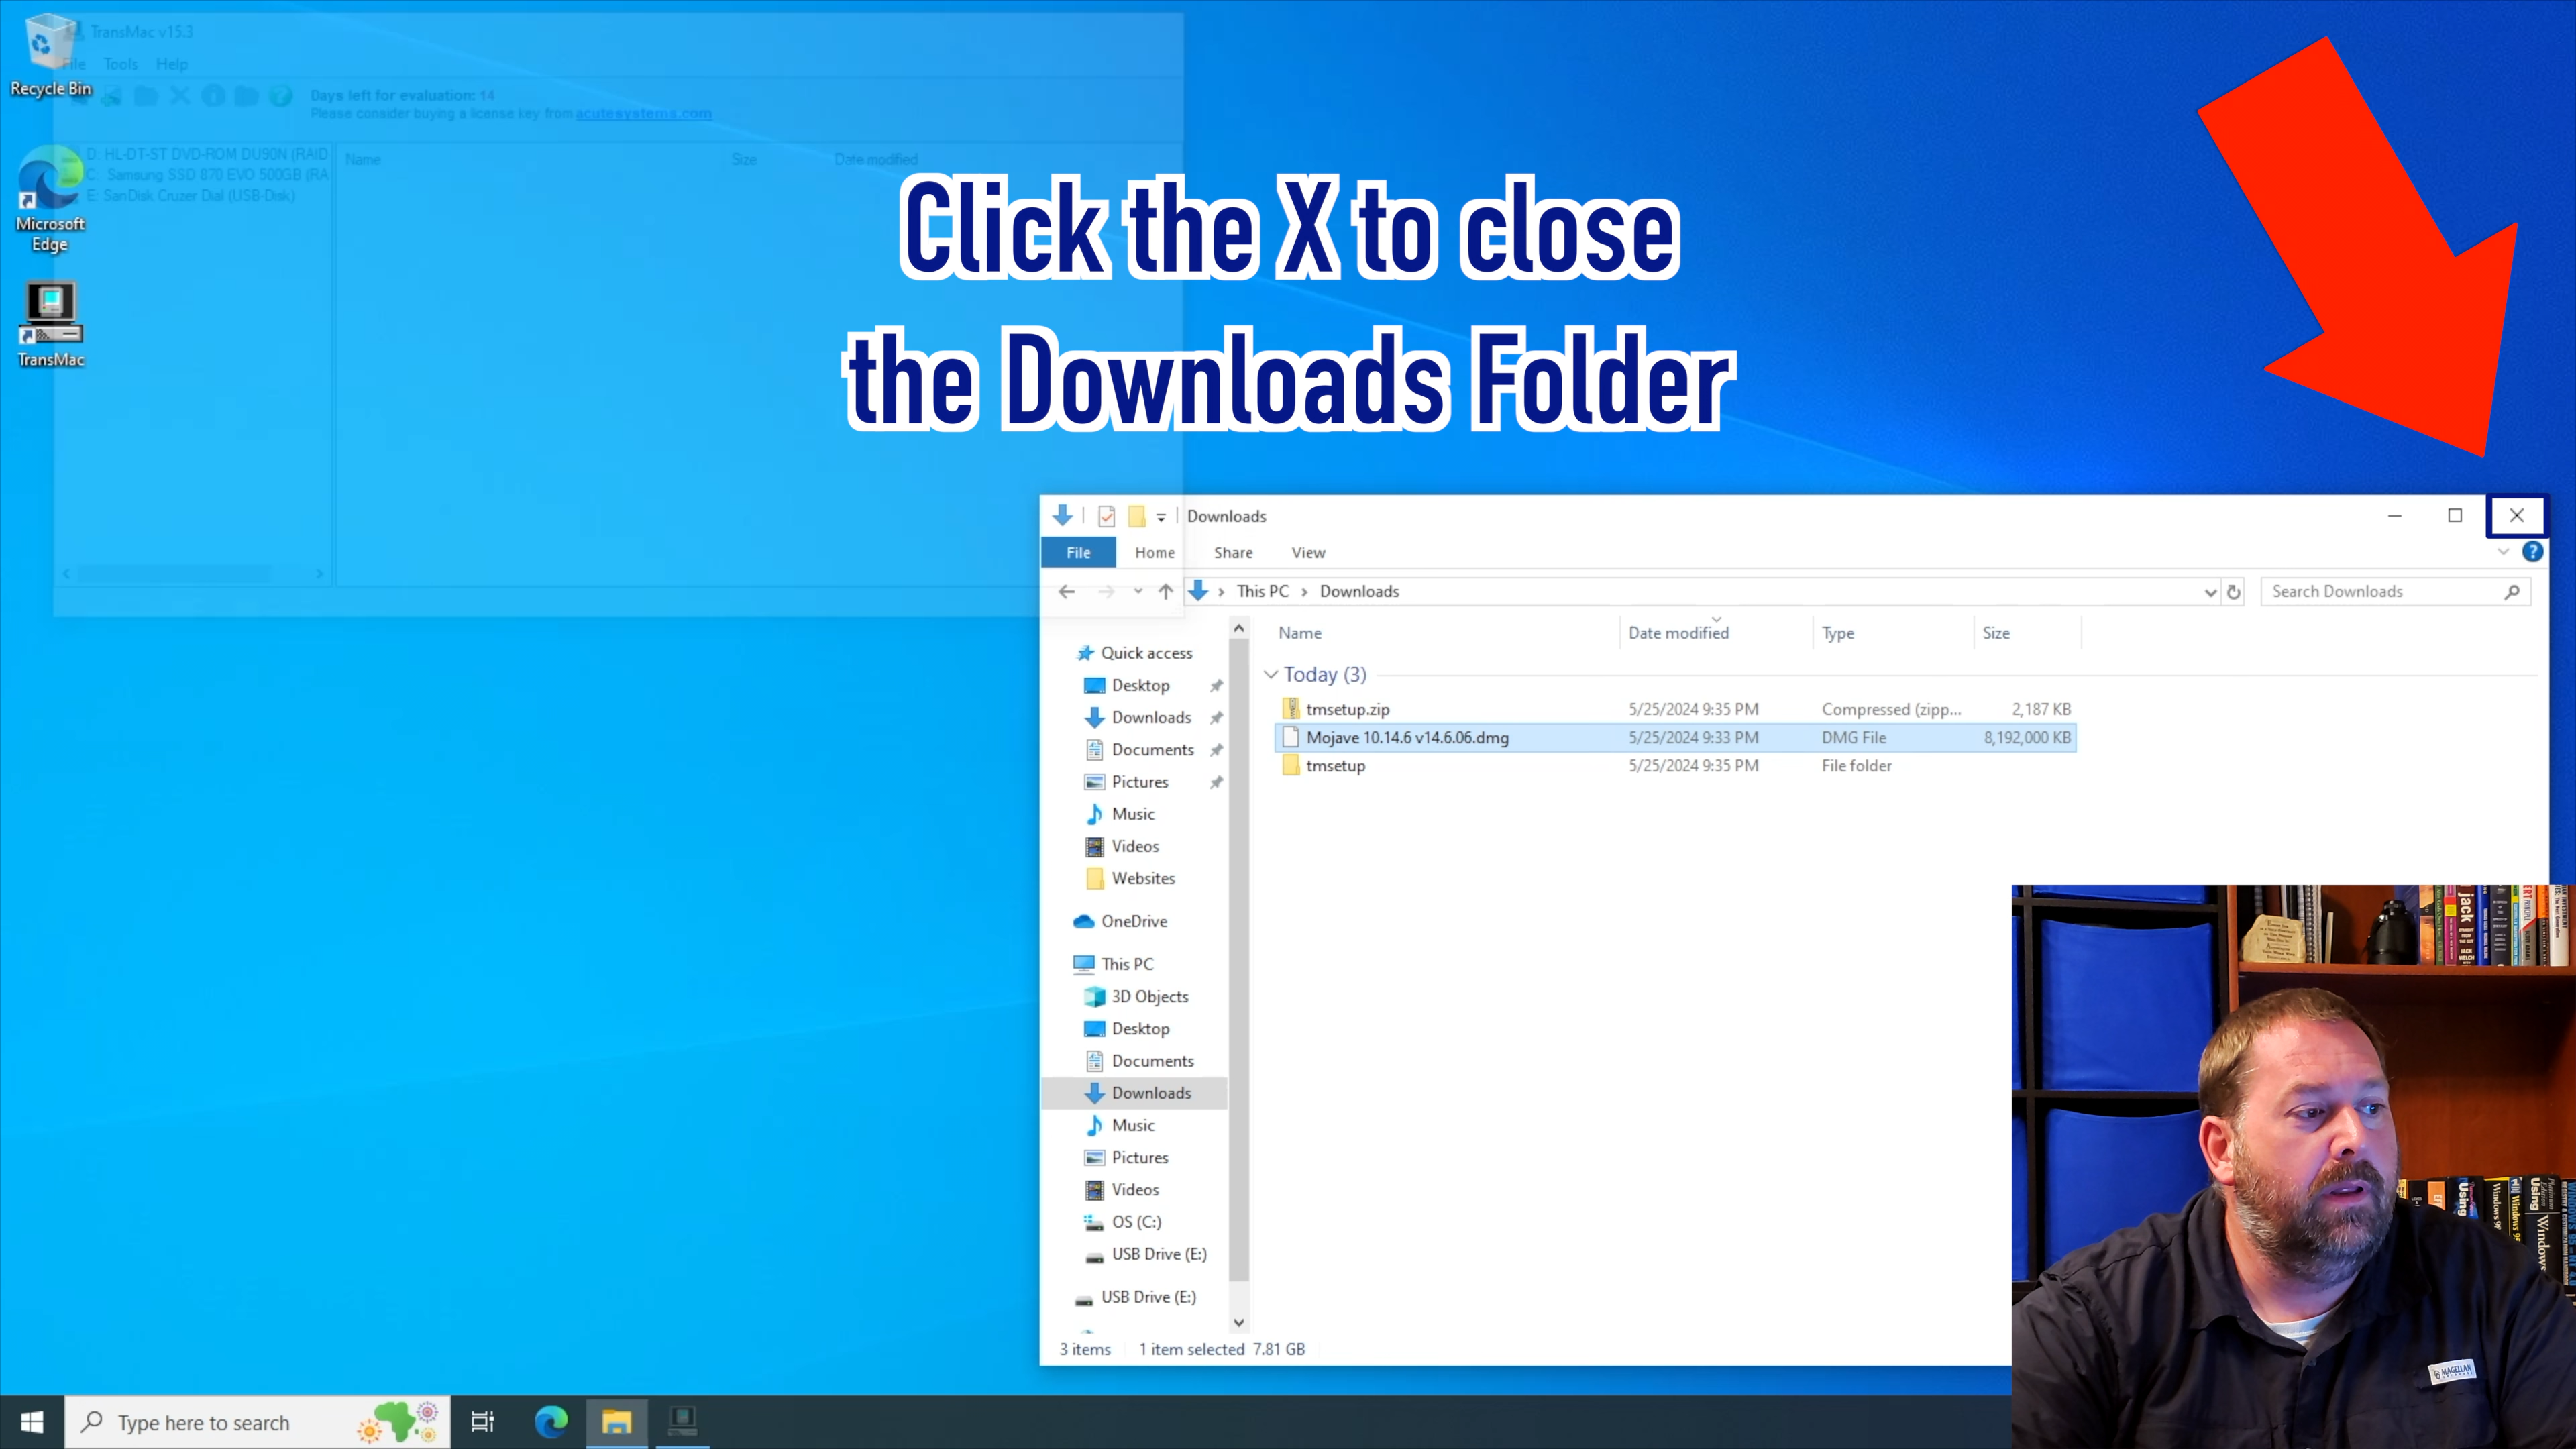 TransMac v15.3
File Tools Help
Days left for evaluation: 14
Please consider buying a license key from acutesystems.com
D: HL-DT-ST DVD-ROM DU90N (RAID
C: Samsung SSD 870 EVO 500GB (RA
E: SanDisk Cruzer Dial (USB-Disk)
Name Size Date modified
Recycle Bin
Microsoft
Edge
TransMac
Click the X to close
the Downloads Folder
Downloads
File Home Share View
This PC Downloads
Search Downloads
Name Date modified Type Size
Today (3)
tmsetup.zip 5/25/2024 9:35 PM Compressed (zipp... 2,187 KB
Mojave 10.14.6 v14.6.06.dmg 5/25/2024 9:33 PM DMG File 8,192,000 KB
tmsetup 5/25/2024 9:35 PM File folder
Quick access
Desktop
Downloads
Documents
Pictures
Music
Videos
Websites
OneDrive
This PC
3D Objects
Desktop
Documents
Downloads
Music
Pictures
Videos
OS (C:)
USB Drive (E:)
USB Drive (E:)
3 items 1 item selected 7.81 GB
jack
JACK WELCH
Using
Using
Windows
MAGELLAN
Type here to search